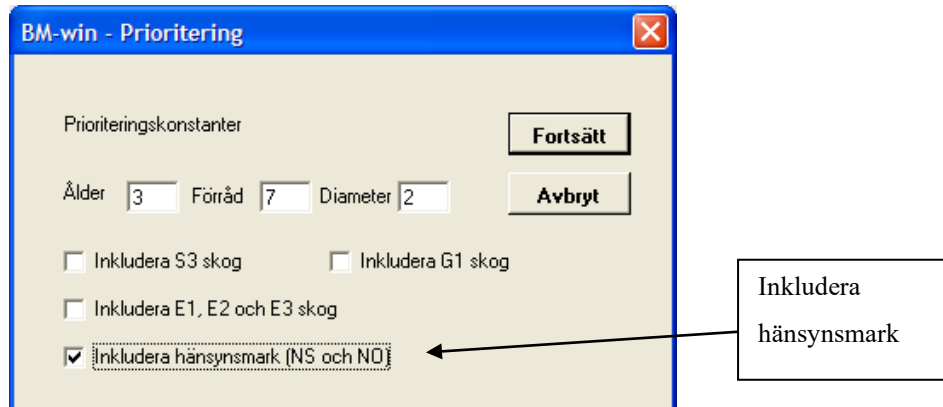 BM-win - Prioritering
Prioriteringskonstanter
Fortsätt
Ålder 3 Förråd 7 Diameter 2
Avbryt
Inkludera S3 skog Inkludera G1 skog
Inkludera E1, E2 och E3 skog
Inkludera hänsynsmark (NS och NO)
Inkludera
hänsynsmark